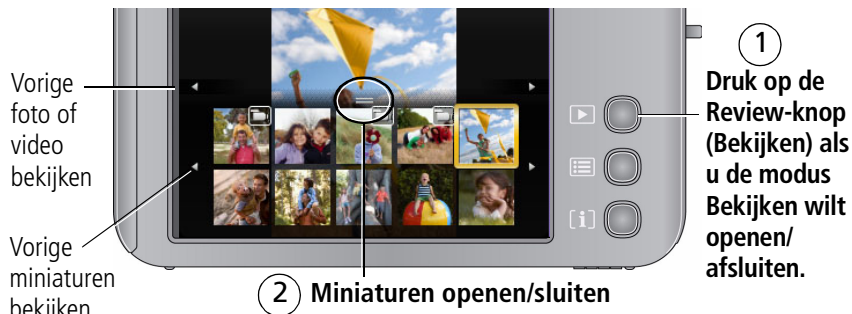 Vorige
foto of
video
bekijken
Vorige
miniaturen
bekijken
1
Druk op de
Review-knop
(Bekijken) als
u de modus
Bekijken wilt
openen/
afsluiten.
[i]
2 Miniaturen openen/sluiten